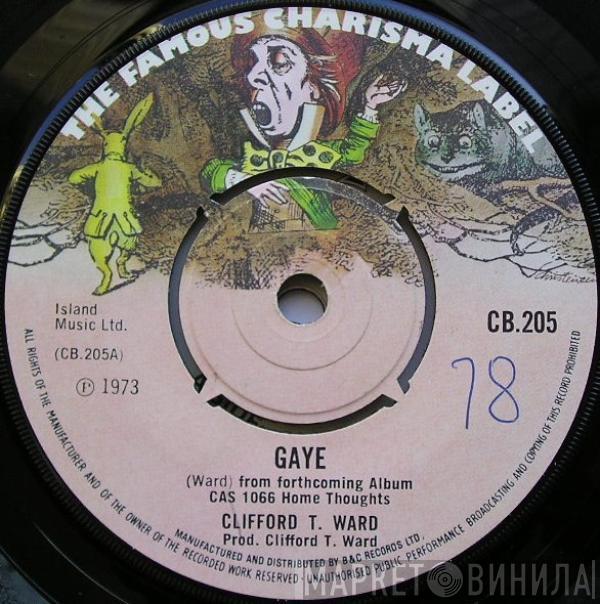 THE FAMOUS CHARISMA LABEL
Island
Music Ltd.
(CB.205A)
℗ 1973
CB.205
78
GAYE
(Ward) from forthcoming Album
CAS 1066 Home Thoughts
CLIFFORD T. WARD
Prod. Clifford T. Ward
MANUFACTURED AND DISTRIBUTED BY B&C RECORDS LTD.
ALL RIGHTS OF THE MANUFACTURER AND OF THE OWNER OF THE RECORDED WORK RESERVED · UNAUTHORISED PUBLIC PERFORMANCE BROADCASTING AND COPYING OF THIS RECORD PROHIBITED
МАРКЕТ ВИНИЛА